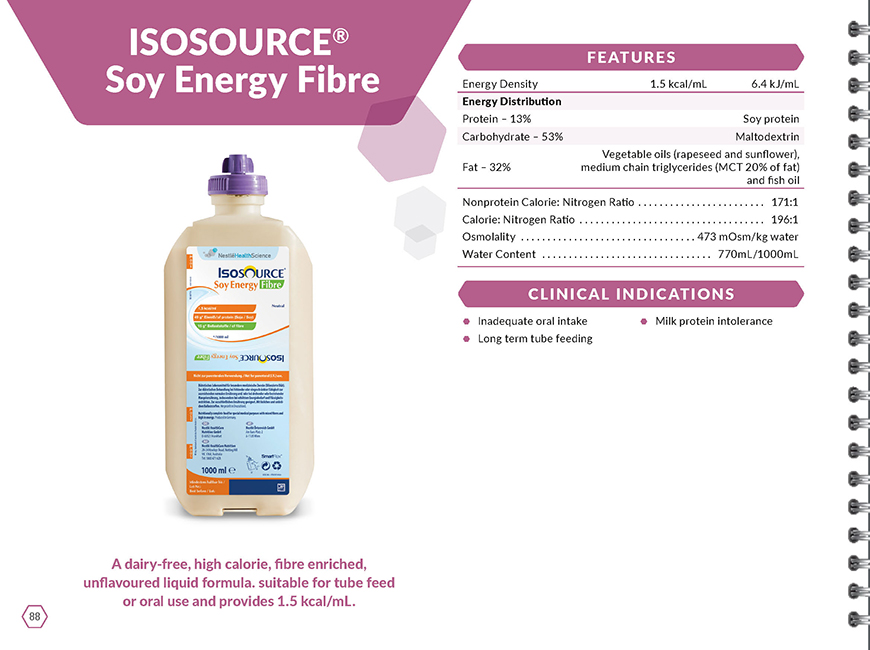 ISOSOURCE®
Soy Energy Fibre
NestléHealthScience
ISOSOURCE
Soy Energy Fibre
Neutral
ISOSOURCE
Soy Energy Fibre
1000 ml e
SmartFlex
A dairy-free, high calorie, fibre enriched,
unflavoured liquid formula. suitable for tube feed
or oral use and provides 1.5 kcal/mL.
88
FEATURES
Energy Density 1.5 kcal/mL 6.4 kJ/mL
Energy Distribution
Protein – 13% Soy protein
Carbohydrate – 53% Maltodextrin
Vegetable oils (rapeseed and sunflower),
Fat – 32% medium chain triglycerides (MCT 20% of fat)
and fish oil
Nonprotein Calorie: Nitrogen Ratio ........................ 171:1
Calorie: Nitrogen Ratio ................................... 196:1
Osmolality ................................. 473 mOsm/kg water
Water Content ................................ 770mL/1000mL
CLINICAL INDICATIONS
Inadequate oral intake
Milk protein intolerance
Long term tube feeding